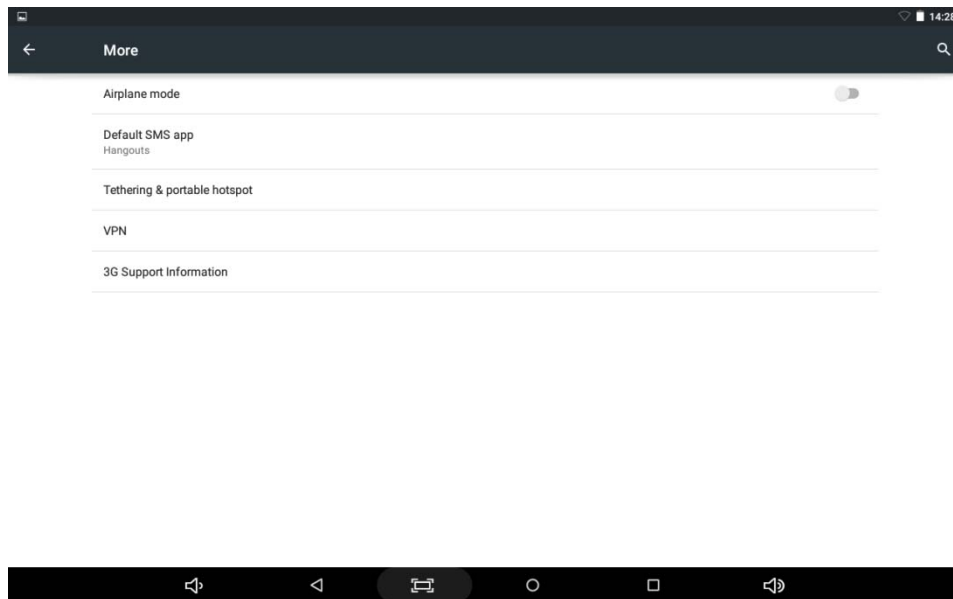 14:28
More
Airplane mode
Default SMS app
Hangouts
Tethering & portable hotspot
VPN
3G Support Information